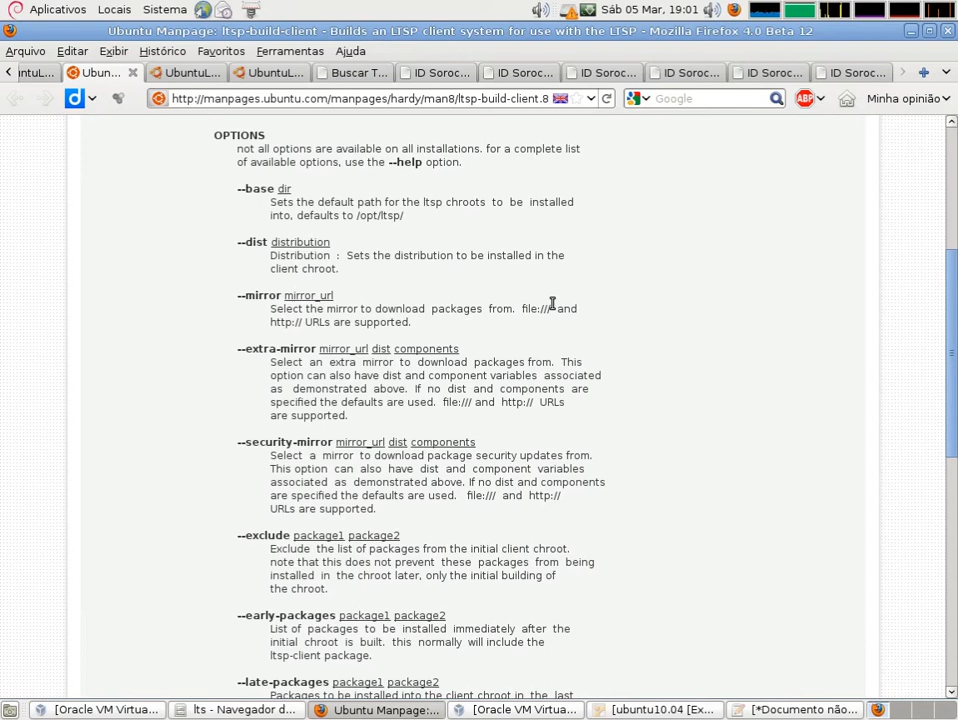 Aplicativos Locais Sistema Sáb 05 Mar, 19:01
Ubuntu Manpage: ltsp-build-client - Builds an LTSP client system for use with the LTSP - Mozilla Firefox 4.0 Beta 12
Arquivo Editar Exibir Histórico Favoritos Ferramentas Ajuda
untuL... Ubun... UbuntuL... UbuntuL... Buscar T... ID Soroc... ID Soroc... ID Soroc... ID Soroc... ID Soroc... ID Soroc...
http://manpages.ubuntu.com/manpages/hardy/man8/ltsp-build-client.8 Google ABP Minha opinião
OPTIONS
not all options are available on all installations. for a complete list
of available options, use the --help option.
--base dir
Sets the default path for the ltsp chroots to be installed
into, defaults to /opt/ltsp/
--dist distribution
Distribution : Sets the distribution to be installed in the
client chroot.
--mirror mirror_url
Select the mirror to download packages from. file:/// and
http:// URLs are supported.
--extra-mirror mirror_url dist components
Select an extra mirror to download packages from. This
option can also have dist and component variables associated
as demonstrated above. If no dist and components are
specified the defaults are used. file:/// and http:// URLs
are supported.
--security-mirror mirror_url dist components
Select a mirror to download package security updates from.
This option can also have dist and component variables
associated as demonstrated above. If no dist and components
are specified the defaults are used. file:/// and http://
URLs are supported.
--exclude package1 package2
Exclude the list of packages from the initial client chroot.
note that this does not prevent these packages from being
installed in the chroot later, only the initial building of
the chroot.
--early-packages package1 package2
List of packages to be installed immediately after the
initial chroot is built. this normally will include the
ltsp-client package.
--late-packages package1 package2
Packages to be installed into the client chroot in the last
[Oracle VM Virtua... lts - Navegador d... Ubuntu Manpage:... [Oracle VM Virtua... [ubuntu10.04 [Ex... [*Documento não...